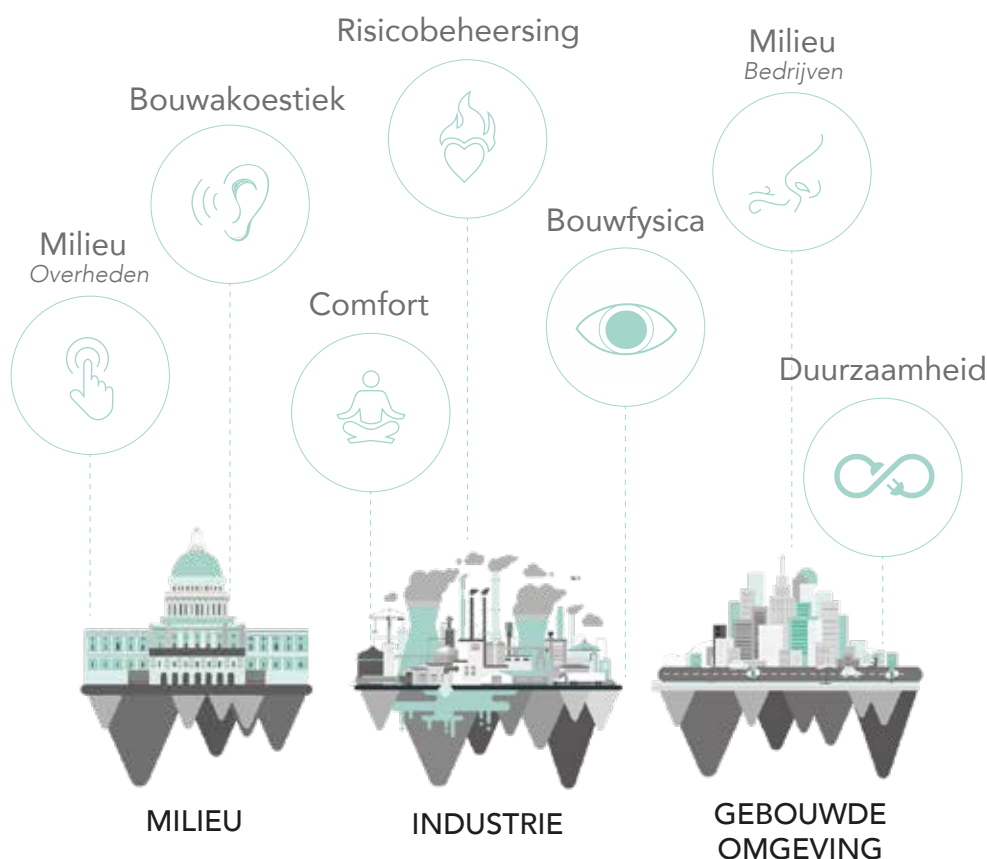 Risicobeheersing
Milieu
Bedrijven
Bouwakoestiek
Bouwfysica
Milieu
Overheden
Comfort
Duurzaamheid
MILIEU
INDUSTRIE
GEBOUWDE
OMGEVING